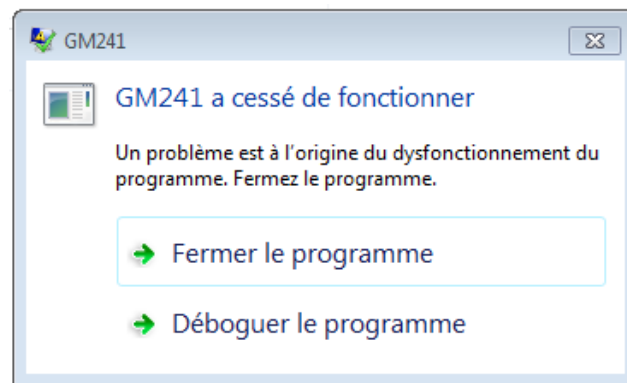 GM241
GM241 a cessé de fonctionner
Un problème est à l'origine du dysfonctionnement du
programme. Fermez le programme.
Fermer le programme
Déboguer le programme